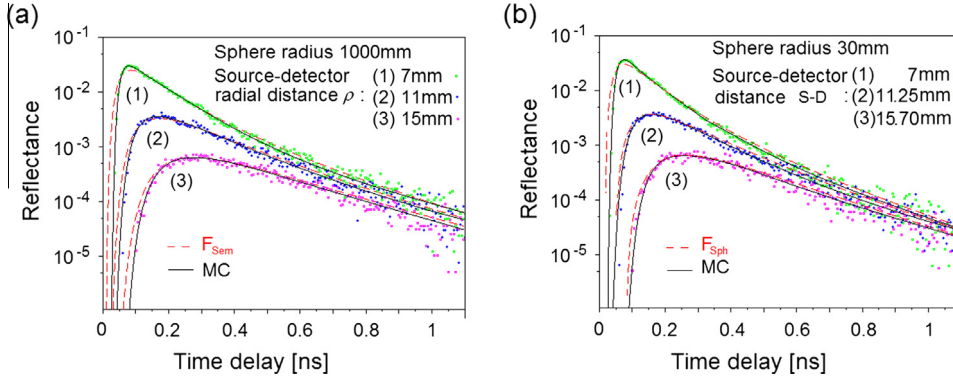 (a)
Sphere radius 1000mm
Source-detector (1) 7mm
radial distance ρ : (2) 11mm
(3) 15mm
10⁻¹
10⁻²
10⁻³
10⁻⁴
10⁻⁵
Reflectance
(1)
(2)
(3)
F_Sem
MC
0 0.2 0.4 0.6 0.8 1
Time delay [ns]
(b)
Sphere radius 30mm
Source-detector (1) 7mm
distance S-D :(2)11.25mm
(3)15.70mm
10⁻¹
10⁻²
10⁻³
10⁻⁴
10⁻⁵
Reflectance
(1)
(2)
(3)
F_Sph
MC
0 0.2 0.4 0.6 0.8 1
Time delay [ns]